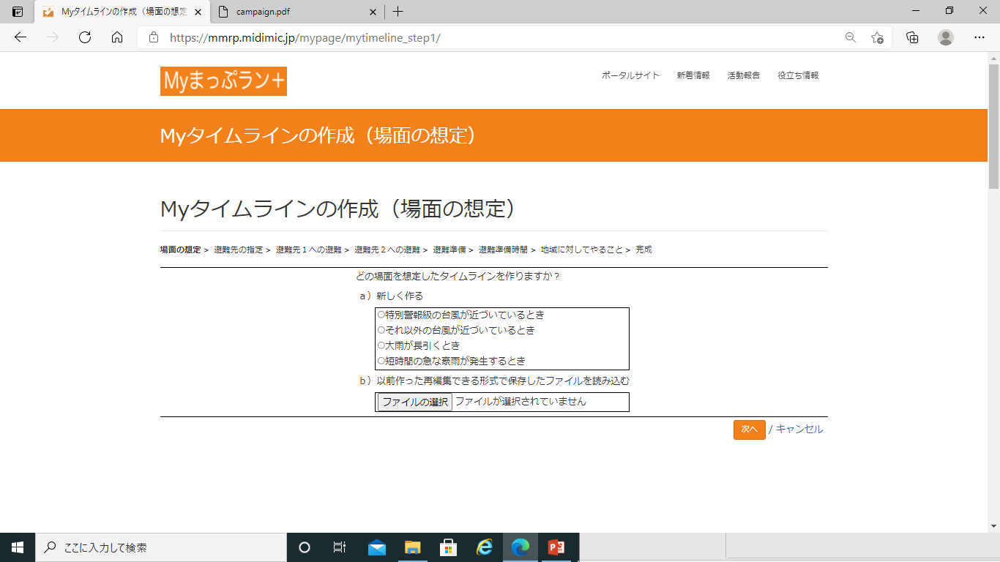 Myタイムラインの作成（場面の想定
campaign.pdf
https://mmrp.midimic.jp/mypage/mytimeline_step1/
Myまっぷラン＋
ポータルサイト 新着情報 活動報告 役立ち情報
Myタイムラインの作成（場面の想定）
Myタイムラインの作成（場面の想定）
場面の想定 > 避難先の指定 > 避難先１への避難 > 避難先２への避難 > 避難準備 > 避難準備時間 > 地域に対してやること > 完成
どの場面を想定したタイムラインを作りますか？
ａ）新しく作る
○特別警報級の台風が近づいているとき
○それ以外の台風が近づいているとき
○大雨が長引くとき
○短時間の急な豪雨が発生するとき
ｂ）以前作った再編集できる形式で保存したファイルを読み込む
ファイルの選択 ファイルが選択されていません
次へ / キャンセル
ここに入力して検索